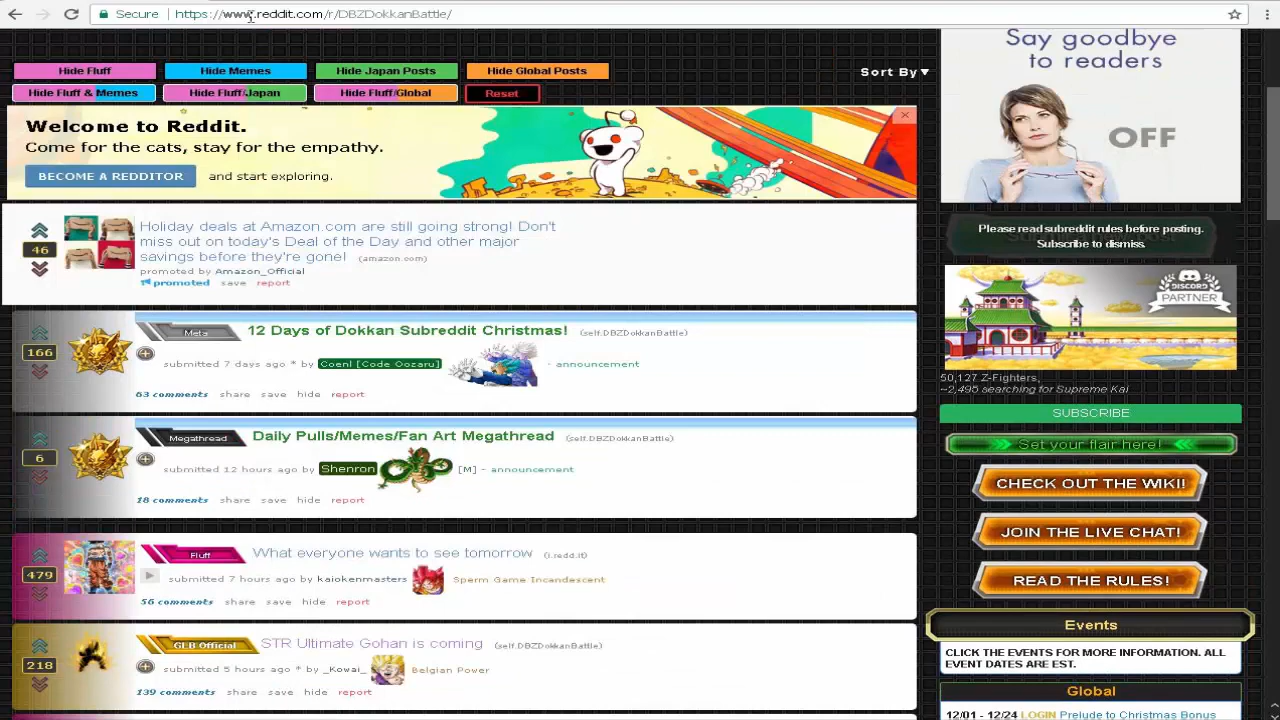 Secure | https://www.reddit.com/r/DBZDokkanBattle/
Hide Fluff
Hide Memes
Hide Japan Posts
Hide Global Posts
Sort By▼
Hide Fluff & Memes
Hide Fluff/Japan
Hide Fluff/Global
Reset
Welcome to Reddit.
Come for the cats, stay for the empathy.
BECOME A REDDITOR and start exploring.
46
Holiday deals at Amazon.com are still going strong! Don't
miss out on today's Deal of the Day and other major
savings before they're gone! (amazon.com)
promoted by Amazon_Official
promoted save report
166
Meta 12 Days of Dokkan Subreddit Christmas! (self.DBZDokkanBattle)
submitted 7 days ago * by Coenl [Code Oozaru] - announcement
63 comments share save hide report
6
Megathread Daily Pulls/Memes/Fan Art Megathread (self.DBZDokkanBattle)
submitted 12 hours ago by Shenron [M] - announcement
18 comments share save hide report
479
Fluff What everyone wants to see tomorrow (i.redd.it)
submitted 7 hours ago by kaiokenmasters Sperm Game Incandescent
56 comments share save hide report
218
GLB Official STR Ultimate Gohan is coming (self.DBZDokkanBattle)
submitted 5 hours ago * by _Kowai_ Belgian Power
139 comments share save hide report
Say goodbye
to readers
OFF
Please read subreddit rules before posting.
Subscribe to dismiss.
DISCORD
PARTNER
50,127 Z-Fighters,
~2,495 searching for Supreme Kai
SUBSCRIBE
Set your flair here!
CHECK OUT THE WIKI!
JOIN THE LIVE CHAT!
READ THE RULES!
Events
CLICK THE EVENTS FOR MORE INFORMATION. ALL
EVENT DATES ARE EST.
Global
12/01 - 12/24 LOGIN Prelude to Christmas Bonus